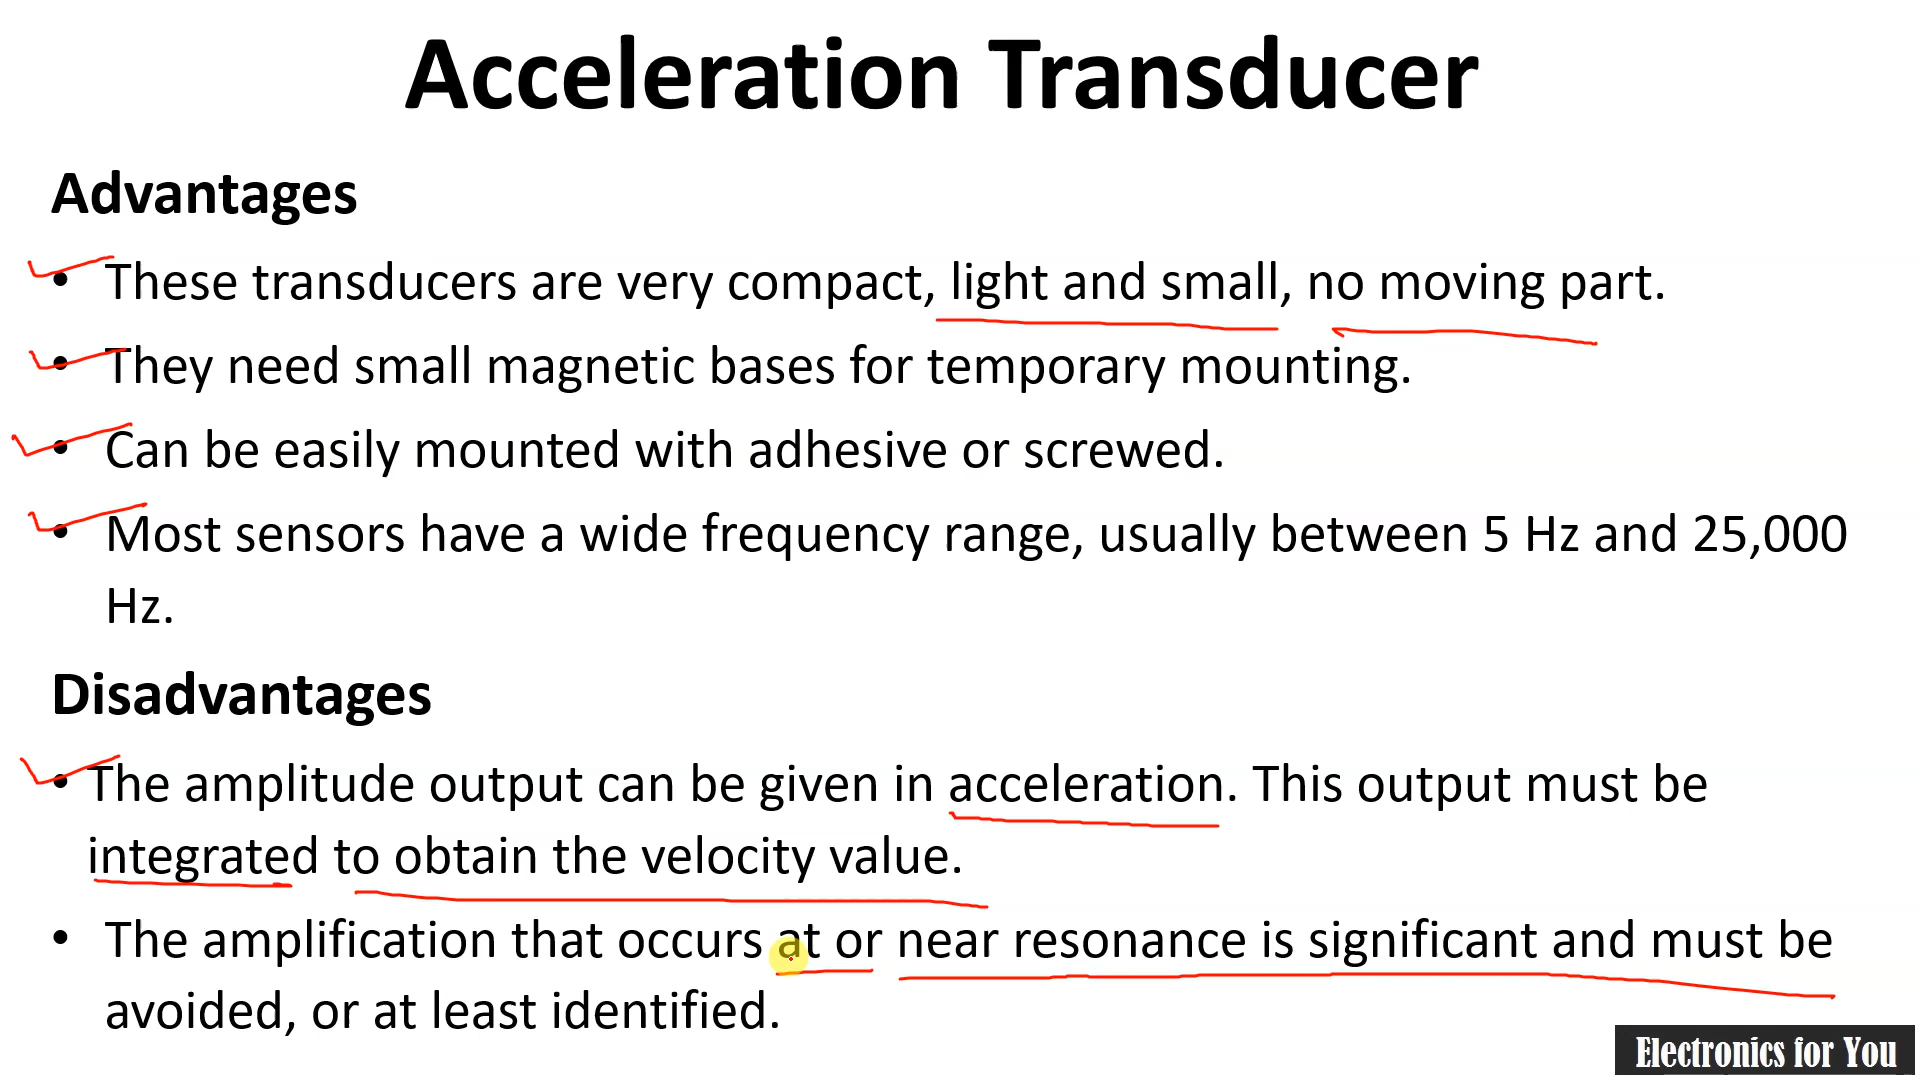 Acceleration Transducer
Advantages
• These transducers are very compact, light and small, no moving part.
• They need small magnetic bases for temporary mounting.
• Can be easily mounted with adhesive or screwed.
• Most sensors have a wide frequency range, usually between 5 Hz and 25,000
Hz.
Disadvantages
• The amplitude output can be given in acceleration. This output must be
integrated to obtain the velocity value.
• The amplification that occurs at or near resonance is significant and must be
avoided, or at least identified.
Electronics for You